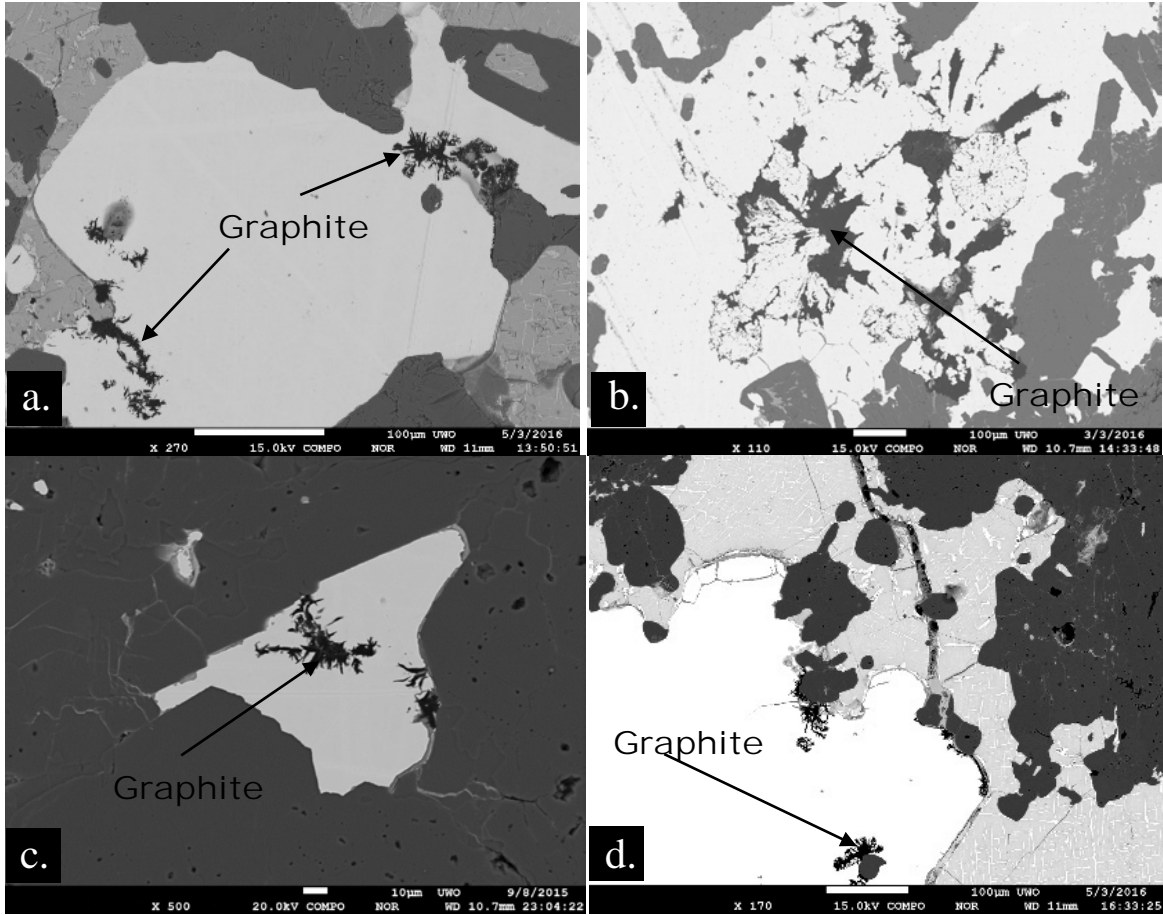 Graphite
a.
100µm UWO 5/3/2016
X 270 15.0kV COMPO NOR WD 11mm 13:50:51
Graphite
b.
100µm UWO 3/3/2016
X 110 15.0kV COMPO NOR WD 10.7mm 14:33:48
Graphite
c.
10µm UWO 9/8/2015
X 500 20.0kV COMPO NOR WD 10.7mm 23:04:22
Graphite
d.
100µm UWO 5/3/2016
X 170 15.0kV COMPO NOR WD 11mm 16:33:25